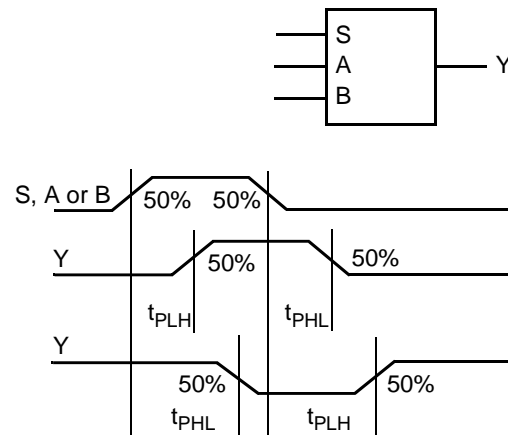 S
A
Y
B
S, A or B
50% 50%
Y
50% 50%
tPLH tPHL
Y
50% 50%
tPHL tPLH